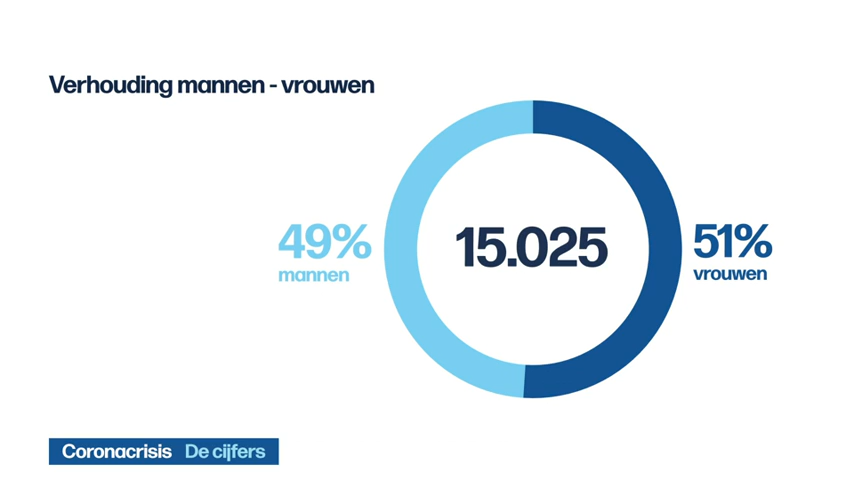 Verhouding mannen - vrouwen
49%
mannen
15.025
51%
vrouwen
Coronacrisis De cijfers